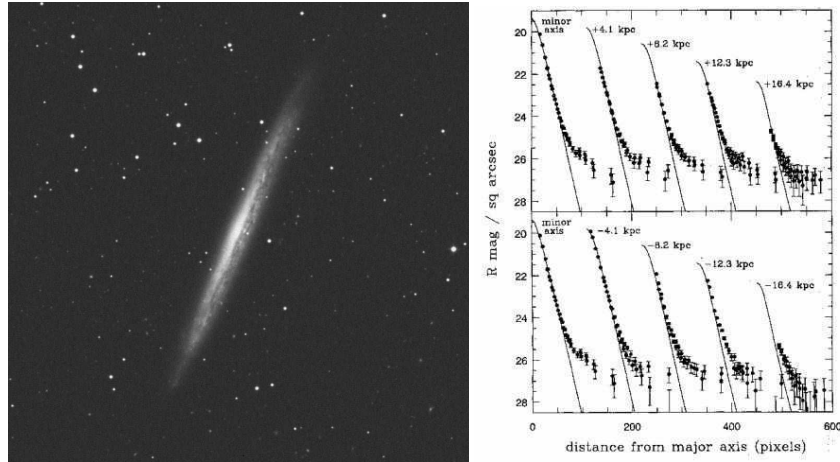 minor
axis
+4.1 kpc
+8.2 kpc
+12.3 kpc
+16.4 kpc
20
22
24
26
28
minor
axis
−4.1 kpc
−8.2 kpc
−12.3 kpc
−16.4 kpc
20
22
24
26
28
0
200
400
600
R mag / sq arcsec
distance from major axis (pixels)